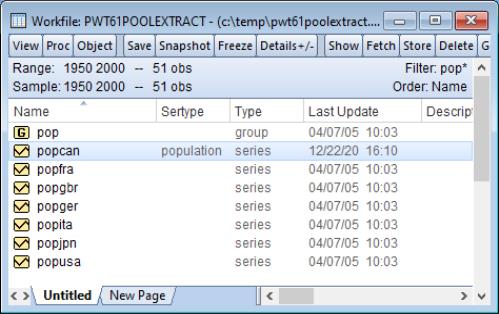 Workfile: PWT61POOLEXTRACT - (c:\temp\pwt61poolextract....
View Proc Object Save Snapshot Freeze Details+/- Show Fetch Store Delete G
Range: 1950 2000 -- 51 obs Filter: pop*
Sample: 1950 2000 -- 51 obs Order: Name
Name Sertype Type Last Update Descript
G pop group 04/07/05 10:03
popcan population series 12/22/20 16:10
popfra series 04/07/05 10:03
popgbr series 04/07/05 10:03
popger series 04/07/05 10:03
popita series 04/07/05 10:03
popjpn series 04/07/05 10:03
popusa series 04/07/05 10:03
Untitled New Page